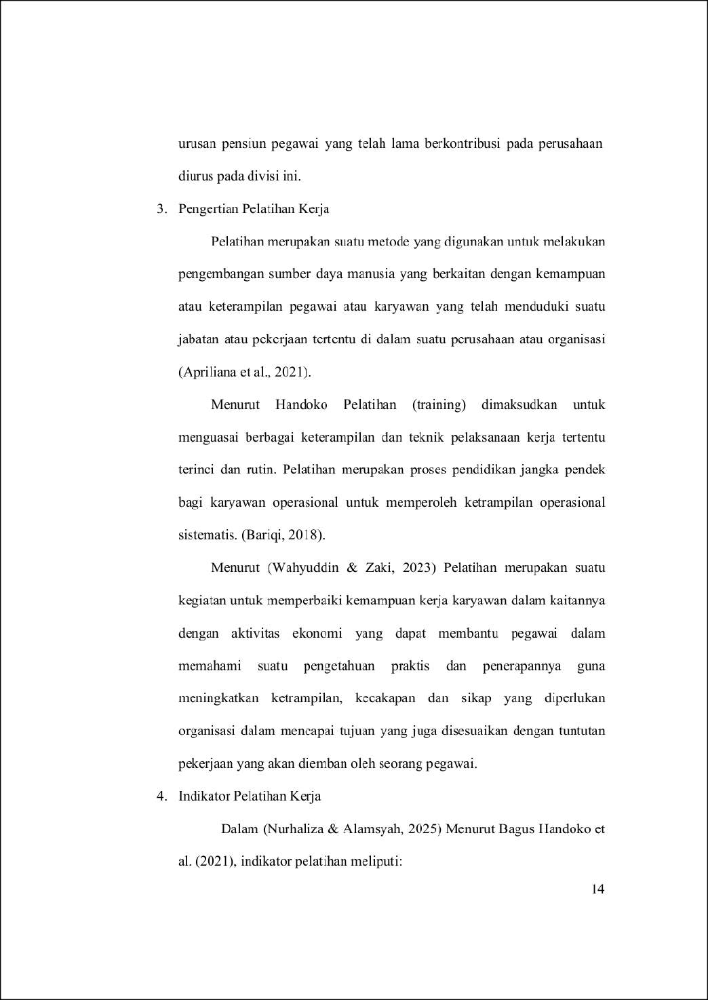 urusan pensiun pegawai yang telah lama berkontribusi pada perusahaan
diurus pada divisi ini.
3. Pengertian Pelatihan Kerja
Pelatihan merupakan suatu metode yang digunakan untuk melakukan
pengembangan sumber daya manusia yang berkaitan dengan kemampuan
atau keterampilan pegawai atau karyawan yang telah menduduki suatu
jabatan atau pekerjaan tertentu di dalam suatu perusahaan atau organisasi
(Apriliana et al., 2021).
Menurut Handoko Pelatihan (training) dimaksudkan untuk
menguasai berbagai keterampilan dan teknik pelaksanaan kerja tertentu
terinci dan rutin. Pelatihan merupakan proses pendidikan jangka pendek
bagi karyawan operasional untuk memperoleh ketrampilan operasional
sistematis. (Bariqi, 2018).
Menurut (Wahyuddin & Zaki, 2023) Pelatihan merupakan suatu
kegiatan untuk memperbaiki kemampuan kerja karyawan dalam kaitannya
dengan aktivitas ekonomi yang dapat membantu pegawai dalam
memahami suatu pengetahuan praktis dan penerapannya guna
meningkatkan ketrampilan, kecakapan dan sikap yang diperlukan
organisasi dalam mencapai tujuan yang juga disesuaikan dengan tuntutan
pekerjaan yang akan diemban oleh seorang pegawai.
4. Indikator Pelatihan Kerja
Dalam (Nurhaliza & Alamsyah, 2025) Menurut Bagus Handoko et
al. (2021), indikator pelatihan meliputi:
14